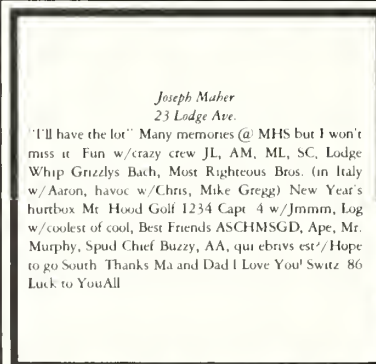 Joseph Maher
23 Lodge Ave.
"I'll have the lot" Many memories @ MHS but I won't
miss it Fun w/crazy crew JL, AM, ML, SC, Lodge
Whip Grizzlys Bach, Most Righteous Bros. (in Italy
w/Aaron, havoc w/Chris, Mike Gregg) New Year's
hurtbox Mt Hood Golf 1234 Capt 4 w/Jmmm, Log
w/coolest of cool, Best Friends ASCHMSGD, Ape, Mr.
Murphy, Spud Chief Buzzy, AA, qui ebrivs est?/Hope
to go South Thanks Ma and Dad I Love You! Switz 86
Luck to YouAll